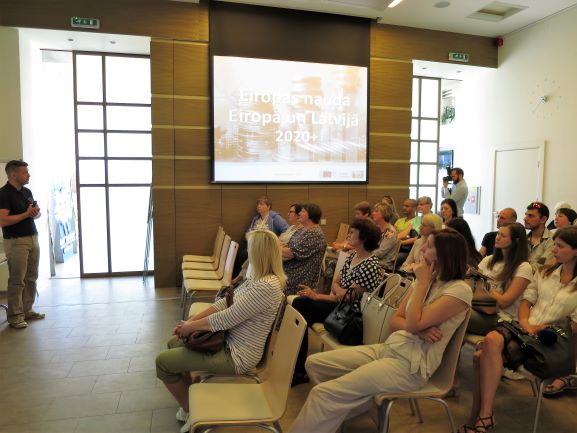 Eiropas nauda
Eiropā un Latvijā
2020+